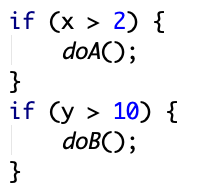 if (x > 2) {
    doA();
}
if (y > 10) {
    doB();
}